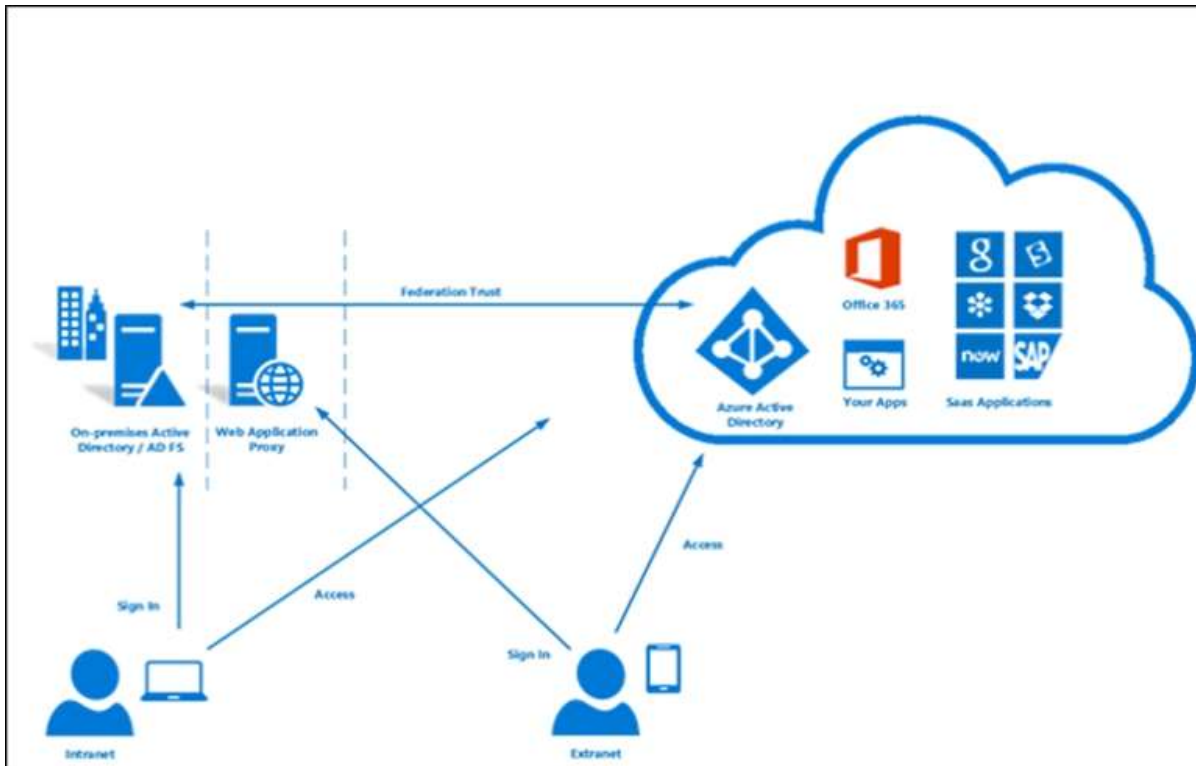 Federation Trust
Office 365
g
now
SAP
Azure Active
Directory
Your Apps
Saas Applications
On-premises Active
Directory / AD FS
Web Application
Proxy
Access
Sign In
Access
Sign In
Intranet
Extranet